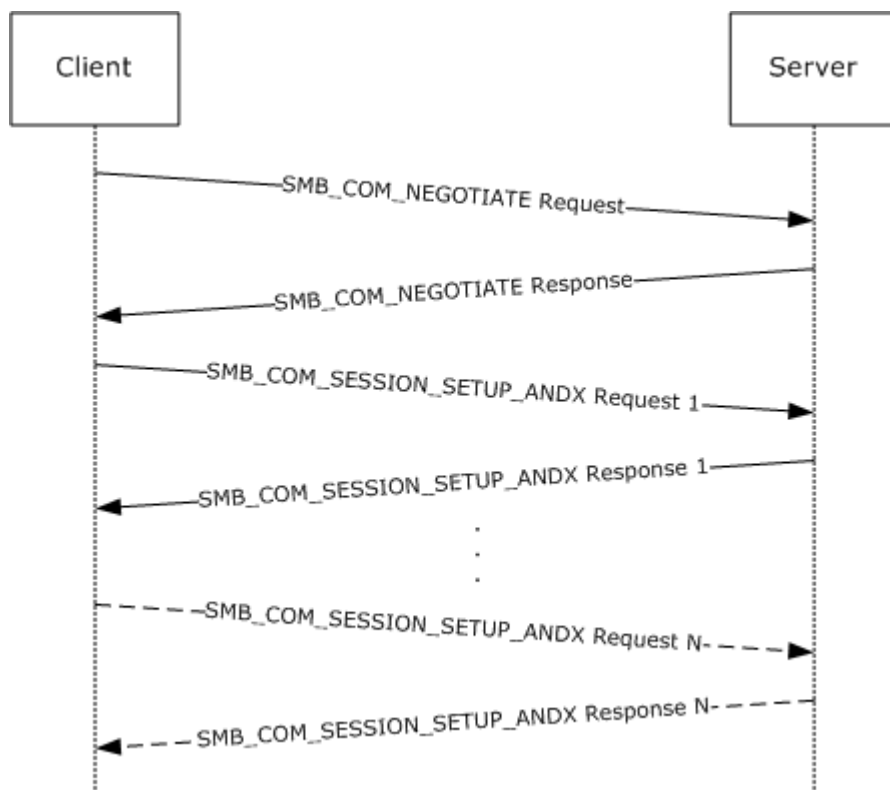 Client
Server
SMB_COM_NEGOTIATE Request
SMB_COM_NEGOTIATE Response
SMB_COM_SESSION_SETUP_ANDX Request 1
SMB_COM_SESSION_SETUP_ANDX Response 1
.
.
.
SMB_COM_SESSION_SETUP_ANDX Request N
SMB_COM_SESSION_SETUP_ANDX Response N